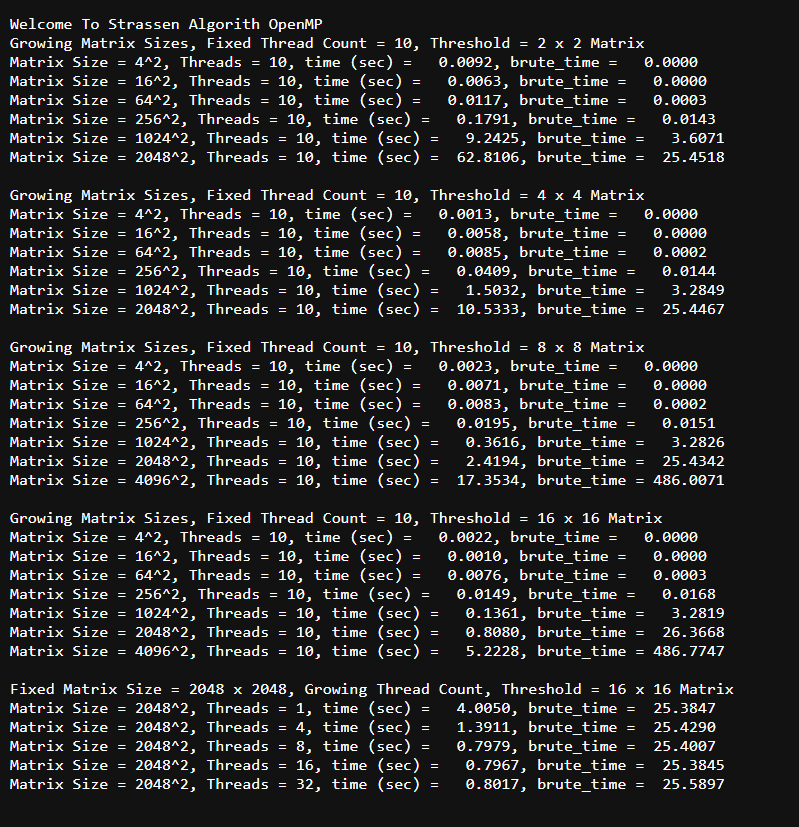 Welcome To Strassen Algorith OpenMP
Growing Matrix Sizes, Fixed Thread Count = 10, Threshold = 2 x 2 Matrix
Matrix Size = 4^2, Threads = 10, time (sec) =   0.0092, brute_time =   0.0000
Matrix Size = 16^2, Threads = 10, time (sec) =   0.0063, brute_time =   0.0000
Matrix Size = 64^2, Threads = 10, time (sec) =   0.0117, brute_time =   0.0003
Matrix Size = 256^2, Threads = 10, time (sec) =   0.1791, brute_time =   0.0143
Matrix Size = 1024^2, Threads = 10, time (sec) =   9.2425, brute_time =   3.6071
Matrix Size = 2048^2, Threads = 10, time (sec) =  62.8106, brute_time =  25.4518

Growing Matrix Sizes, Fixed Thread Count = 10, Threshold = 4 x 4 Matrix
Matrix Size = 4^2, Threads = 10, time (sec) =   0.0013, brute_time =   0.0000
Matrix Size = 16^2, Threads = 10, time (sec) =   0.0058, brute_time =   0.0000
Matrix Size = 64^2, Threads = 10, time (sec) =   0.0085, brute_time =   0.0002
Matrix Size = 256^2, Threads = 10, time (sec) =   0.0409, brute_time =   0.0144
Matrix Size = 1024^2, Threads = 10, time (sec) =   1.5032, brute_time =   3.2849
Matrix Size = 2048^2, Threads = 10, time (sec) =  10.5333, brute_time =  25.4467

Growing Matrix Sizes, Fixed Thread Count = 10, Threshold = 8 x 8 Matrix
Matrix Size = 4^2, Threads = 10, time (sec) =   0.0023, brute_time =   0.0000
Matrix Size = 16^2, Threads = 10, time (sec) =   0.0071, brute_time =   0.0000
Matrix Size = 64^2, Threads = 10, time (sec) =   0.0083, brute_time =   0.0002
Matrix Size = 256^2, Threads = 10, time (sec) =   0.0195, brute_time =   0.0151
Matrix Size = 1024^2, Threads = 10, time (sec) =   0.3616, brute_time =   3.2826
Matrix Size = 2048^2, Threads = 10, time (sec) =   2.4194, brute_time =  25.4342
Matrix Size = 4096^2, Threads = 10, time (sec) =  17.3534, brute_time = 486.0071

Growing Matrix Sizes, Fixed Thread Count = 10, Threshold = 16 x 16 Matrix
Matrix Size = 4^2, Threads = 10, time (sec) =   0.0022, brute_time =   0.0000
Matrix Size = 16^2, Threads = 10, time (sec) =   0.0010, brute_time =   0.0000
Matrix Size = 64^2, Threads = 10, time (sec) =   0.0076, brute_time =   0.0003
Matrix Size = 256^2, Threads = 10, time (sec) =   0.0149, brute_time =   0.0168
Matrix Size = 1024^2, Threads = 10, time (sec) =   0.1361, brute_time =   3.2819
Matrix Size = 2048^2, Threads = 10, time (sec) =   0.8080, brute_time =  26.3668
Matrix Size = 4096^2, Threads = 10, time (sec) =   5.2228, brute_time = 486.7747

Fixed Matrix Size = 2048 x 2048, Growing Thread Count, Threshold = 16 x 16 Matrix
Matrix Size = 2048^2, Threads = 1, time (sec) =   4.0050, brute_time =  25.3847
Matrix Size = 2048^2, Threads = 4, time (sec) =   1.3911, brute_time =  25.4290
Matrix Size = 2048^2, Threads = 8, time (sec) =   0.7979, brute_time =  25.4007
Matrix Size = 2048^2, Threads = 16, time (sec) =   0.7967, brute_time =  25.3845
Matrix Size = 2048^2, Threads = 32, time (sec) =   0.8017, brute_time =  25.5897